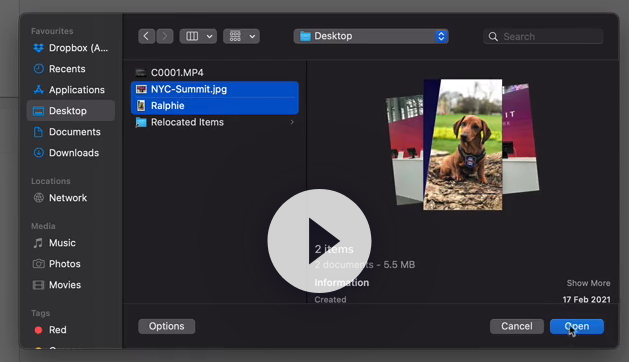 Favourites
Dropbox (A...
Recents
Applications
Desktop
Documents
Downloads
Locations
Network
Media
Music
Photos
Movies
Tags
Red
Desktop
Search
C0001.MP4
NYC-Summit.jpg
Ralphie
Relocated Items
2 items
2 documents - 5.5 MB
Information
Show More
Created
17 Feb 2021
Options
Cancel
Open